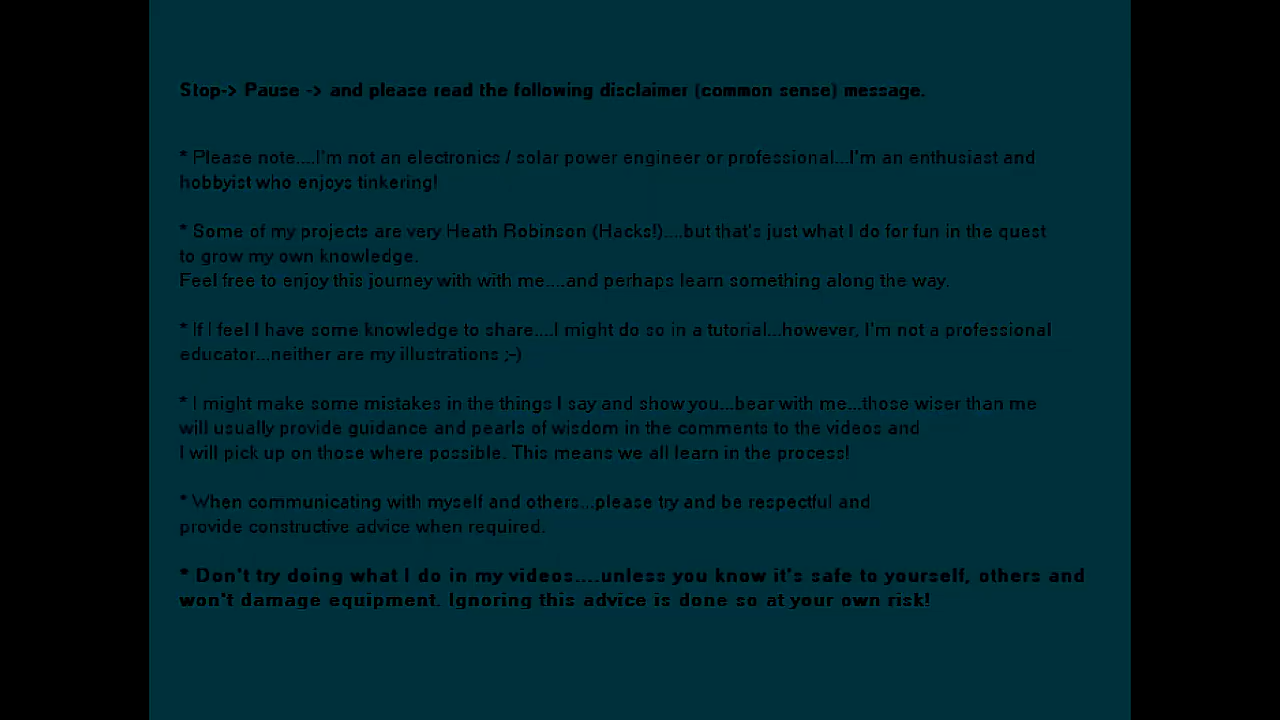 Stop-> Pause -> and please read the following disclaimer (common sense) message.
* Please note....I'm not an electronics / solar power engineer or professional...I'm an enthusiast and
hobbyist who enjoys tinkering!
* Some of my projects are very Heath Robinson (Hacks!)....but that's just what I do for fun in the quest
to grow my own knowledge.
Feel free to enjoy this journey with with me....and perhaps learn something along the way.
* If I feel I have some knowledge to share....I might do so in a tutorial...however, I'm not a professional
educator...neither are my illustrations ;-)
* I might make some mistakes in the things I say and show you...bear with me...those wiser than me
will usually provide guidance and pearls of wisdom in the comments to the videos and
I will pick up on those where possible. This means we all learn in the process!
* When communicating with myself and others...please try and be respectful and
provide constructive advice when required.
* Don't try doing what I do in my videos....unless you know it's safe to yourself, others and
won't damage equipment. Ignoring this advice is done so at your own risk!